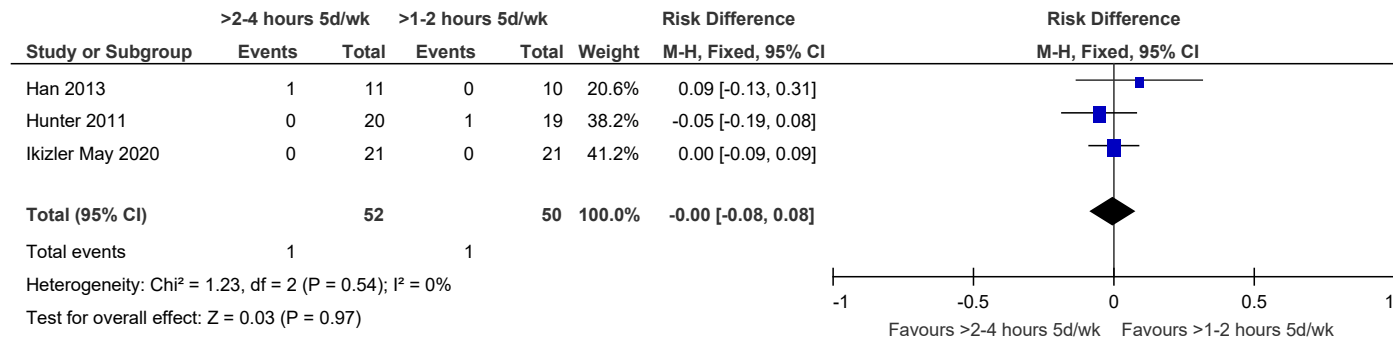 >2-4 hours 5d/wk >1-2 hours 5d/wk Risk Difference Risk Difference
Study or Subgroup Events Total Events Total Weight M-H, Fixed, 95% CI M-H, Fixed, 95% CI
Han 2013 1 11 0 10 20.6% 0.09 [-0.13, 0.31]
Hunter 2011 0 20 1 19 38.2% -0.05 [-0.19, 0.08]
Ikizler May 2020 0 21 0 21 41.2% 0.00 [-0.09, 0.09]
Total (95% CI) 52 50 100.0% -0.00 [-0.08, 0.08]
Total events 1 1
Heterogeneity: Chi² = 1.23, df = 2 (P = 0.54); I² = 0%
Test for overall effect: Z = 0.03 (P = 0.97)
-1 -0.5 0 0.5 1
Favours >2-4 hours 5d/wk Favours >1-2 hours 5d/wk